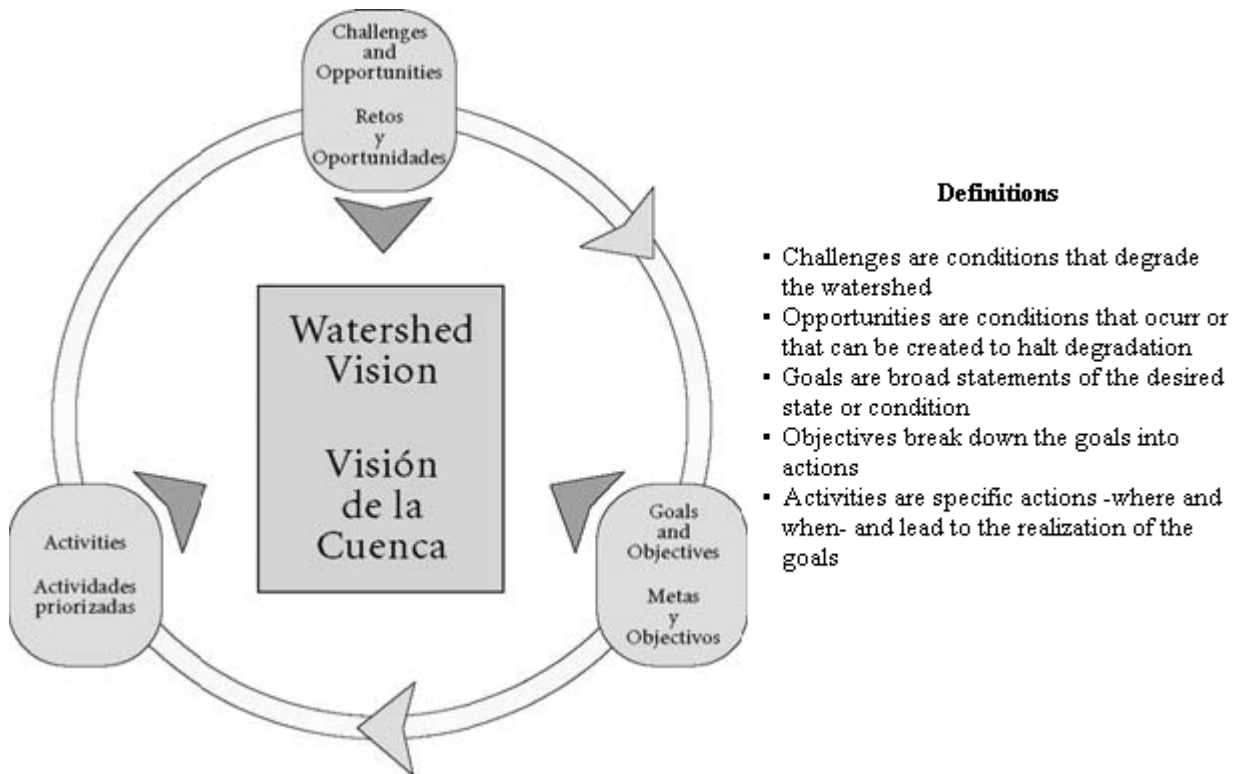 Challenges
and
Opportunities
Retos
y
Oportunidades
Watershed
Vision
Visión
de la
Cuenca
Activities
Actividades
priorizadas
Goals
and
Objectives
Metas
y
Objectivos
Definitions
▪ Challenges are conditions that degrade
the watershed
▪ Opportunities are conditions that ocurr or
that can be created to halt degradation
▪ Goals are broad statements of the desired
state or condition
▪ Objectives break down the goals into
actions
▪ Activities are specific actions -where and
when- and lead to the realization of the
goals